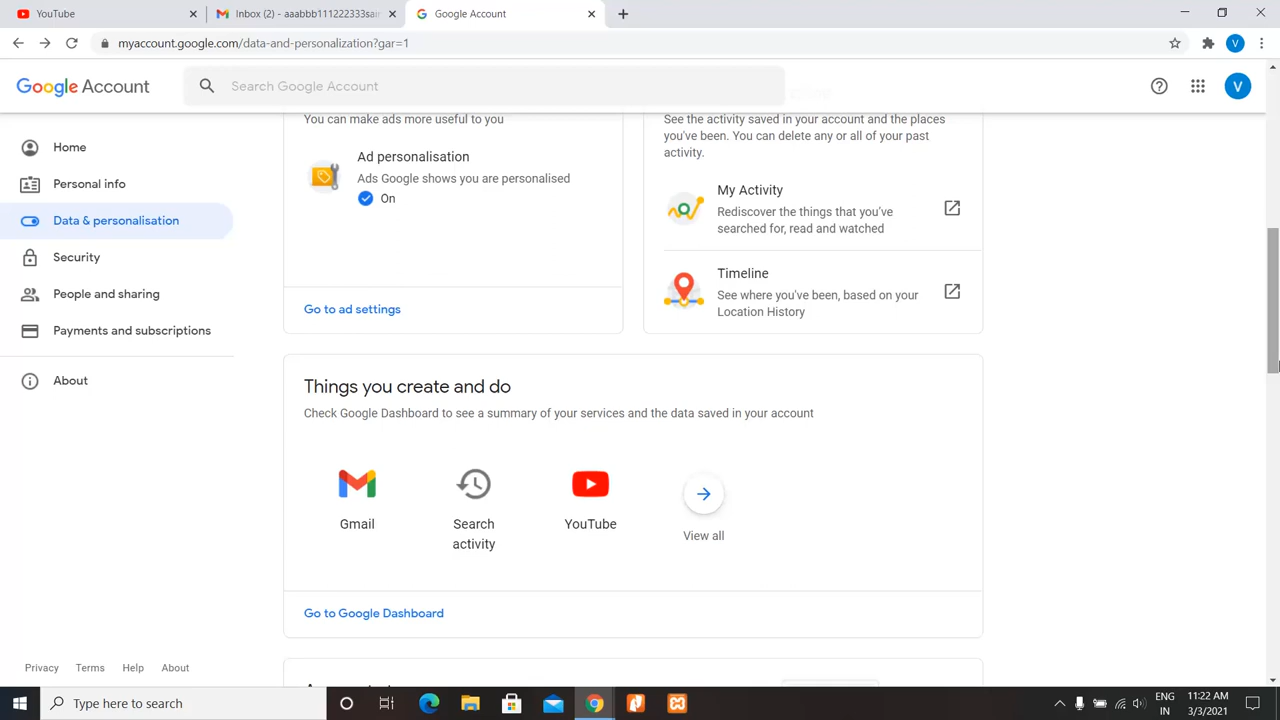 YouTube
Inbox (2) - aaabbb111222333sain
Google Account
myaccount.google.com/data-and-personalization?gar=1
V
Google Account
Search Google Account
V
Home
Personal info
Data & personalisation
Security
People and sharing
Payments and subscriptions
About
You can make ads more useful to you
Ad personalisation
Ads Google shows you are personalised
On
Go to ad settings
See the activity saved in your account and the places
you've been. You can delete any or all of your past
activity.
My Activity
Rediscover the things that you've
searched for, read and watched
Timeline
See where you've been, based on your
Location History
Things you create and do
Check Google Dashboard to see a summary of your services and the data saved in your account
Gmail
Search
activity
YouTube
View all
Go to Google Dashboard
Privacy
Terms
Help
About
Type here to search
ENG
IN
11:22 AM
3/3/2021